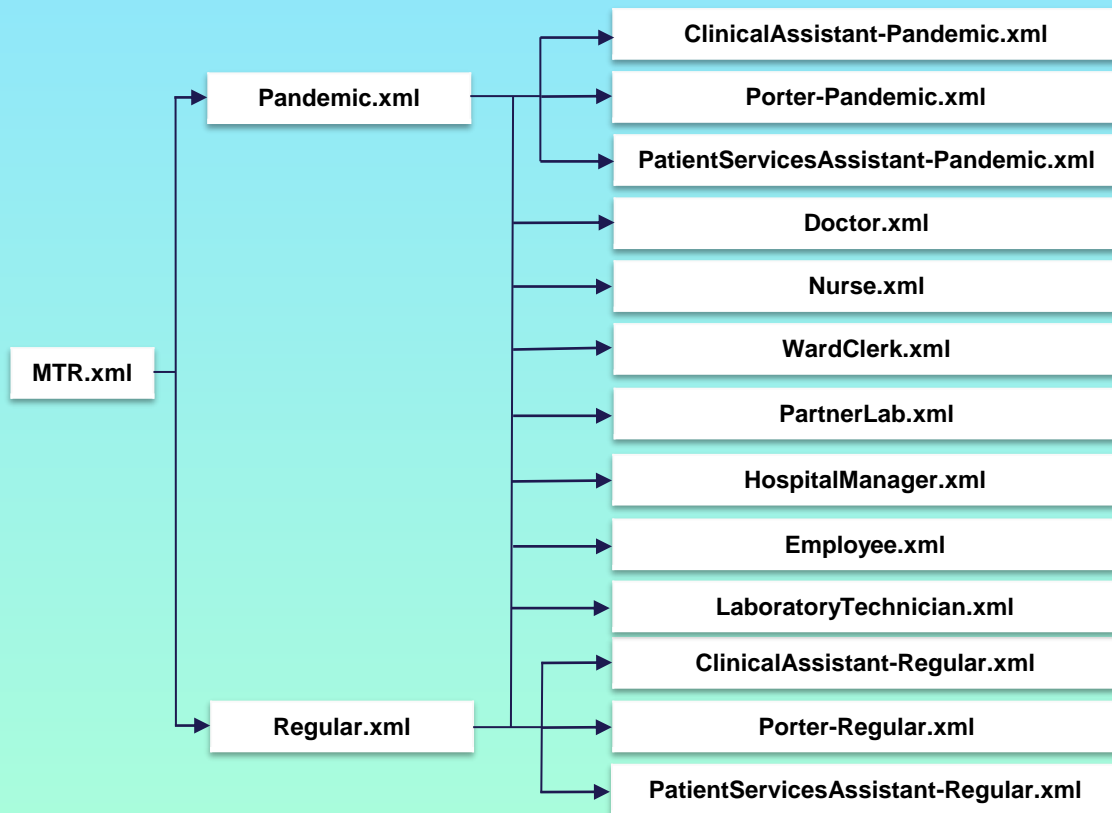 ClinicalAssistant-Pandemic.xml
Pandemic.xml
Porter-Pandemic.xml
PatientServicesAssistant-Pandemic.xml
Doctor.xml
Nurse.xml
WardClerk.xml
MTR.xml
PartnerLab.xml
HospitalManager.xml
Employee.xml
LaboratoryTechnician.xml
ClinicalAssistant-Regular.xml
Regular.xml
Porter-Regular.xml
PatientServicesAssistant-Regular.xml